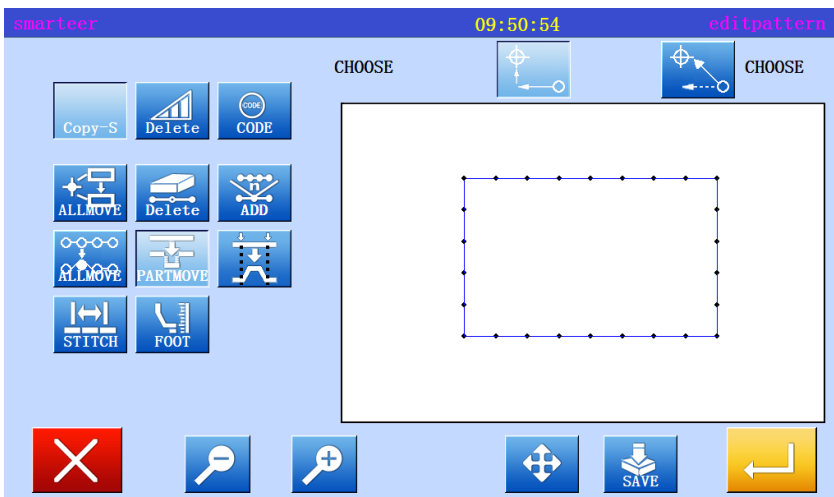 smarteer 09:50:54 editpattern
CHOOSE CHOOSE
Copy-S Delete CODE CODE
ALLMOVE Delete n ADD
ALLMOVE PARTMOVE
STITCH FOOT
SAVE